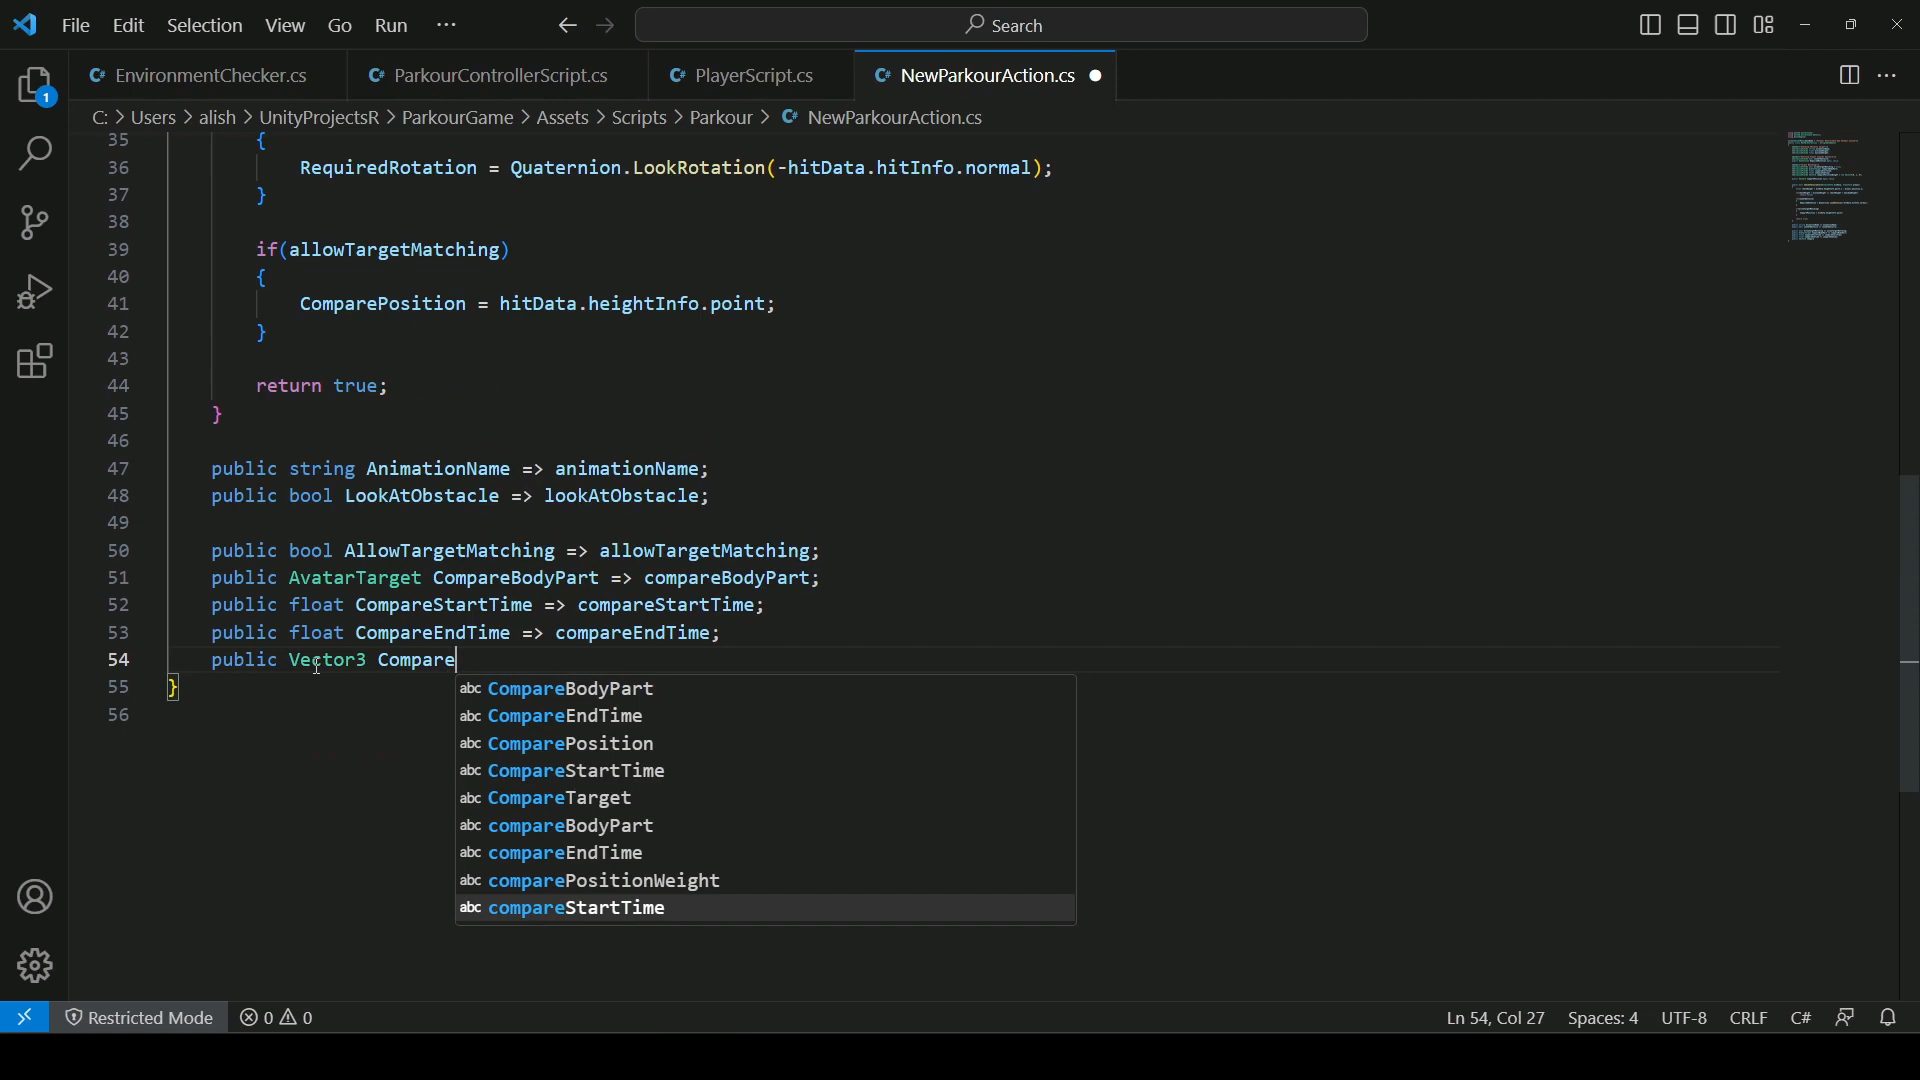 File Edit Selection View Go Run ··· Search
1
EnvironmentChecker.cs ParkourControllerScript.cs PlayerScript.cs NewParkourAction.cs
C: > Users > alish > UnityProjectsR > ParkourGame > Assets > Scripts > Parkour > NewParkourAction.cs
35 {
36 RequiredRotation = Quaternion.LookRotation(-hitData.hitInfo.normal);
37 }
38
39 if(allowTargetMatching)
40 {
41 ComparePosition = hitData.heightInfo.point;
42 }
43
44 return true;
45 }
46
47 public string AnimationName => animationName;
48 public bool LookAtObstacle => lookAtObstacle;
49
50 public bool AllowTargetMatching => allowTargetMatching;
51 public AvatarTarget CompareBodyPart => compareBodyPart;
52 public float CompareStartTime => compareStartTime;
53 public float CompareEndTime => compareEndTime;
54 public Vector3 Compare
55 }
56
abc CompareBodyPart
abc CompareEndTime
abc ComparePosition
abc CompareStartTime
abc CompareTarget
abc compareBodyPart
abc compareEndTime
abc comparePositionWeight
abc compareStartTime
Restricted Mode 0 0 Ln 54, Col 27 Spaces: 4 UTF-8 CRLF C#